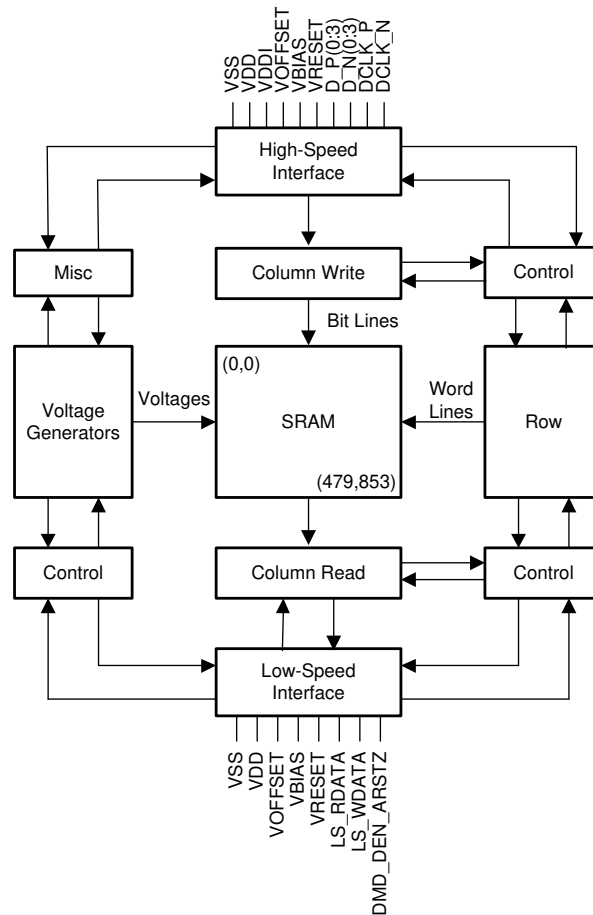 VSS
VDD
VDDI
VOFFSET
VBIAS
VRESET
D_P(0:3)
D_N(0:3)
DCLK_P
DCLK_N
High-Speed
Interface
Misc
Column Write
Control
Bit Lines
(0,0)
Voltage
Generators
Voltages
SRAM
Word
Lines
Row
(479,853)
Control
Column Read
Control
Low-Speed
Interface
VSS
VDD
VOFFSET
VBIAS
VRESET
LS_RDATA
LS_WDATA
DMD_DEN_ARSTZ